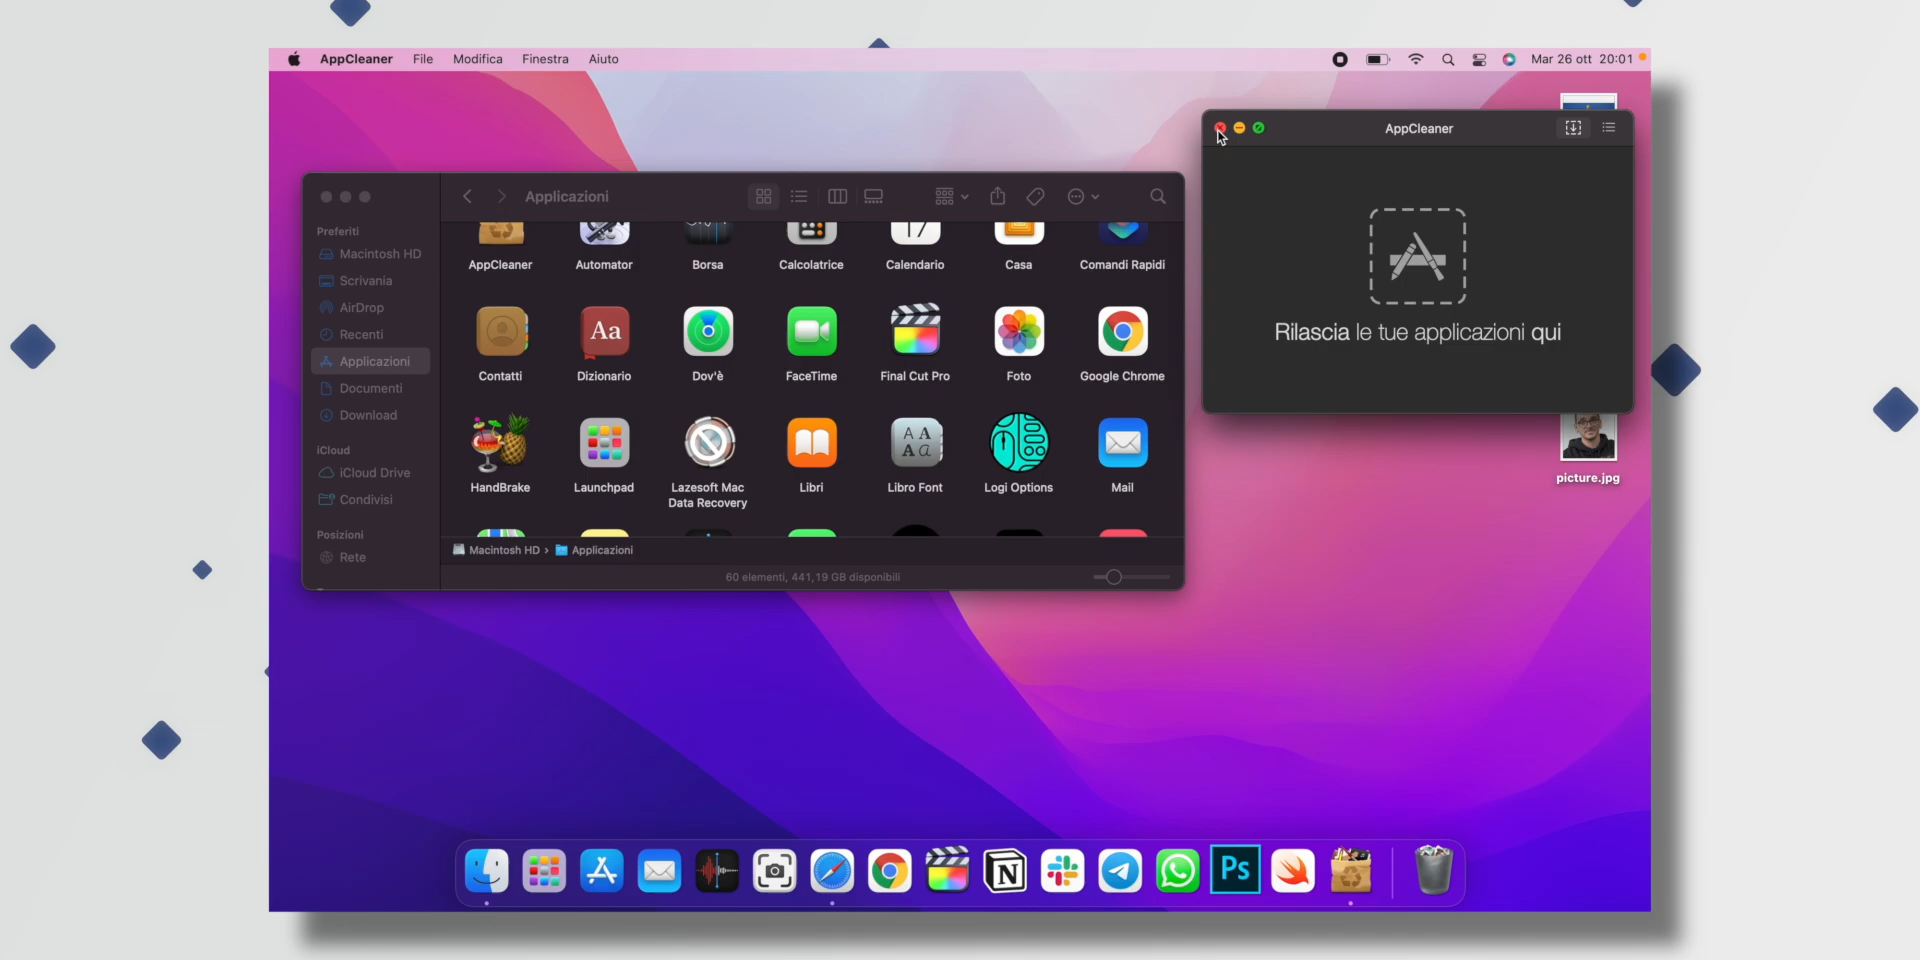 AppCleaner File Modifica Finestra Aiuto
Mar 26 ott 20:01
AppCleaner
Rilascia le tue applicazioni qui
picture.jpg
Applicazioni
Preferiti
Macintosh HD
Scrivania
AirDrop
Recenti
Applicazioni
Documenti
Download
iCloud
iCloud Drive
Condivisi
Posizioni
Rete
17
AppCleaner Automator Borsa Calcolatrice Calendario Casa Comandi Rapidi
Aa
Contatti Dizionario Dov'è FaceTime Final Cut Pro Foto Google Chrome
A A
A a
HandBrake Launchpad Lazesoft Mac Libri Libro Font Logi Options Mail
Data Recovery
Macintosh HD › Applicazioni
60 elementi, 441,19 GB disponibili
N
Ps